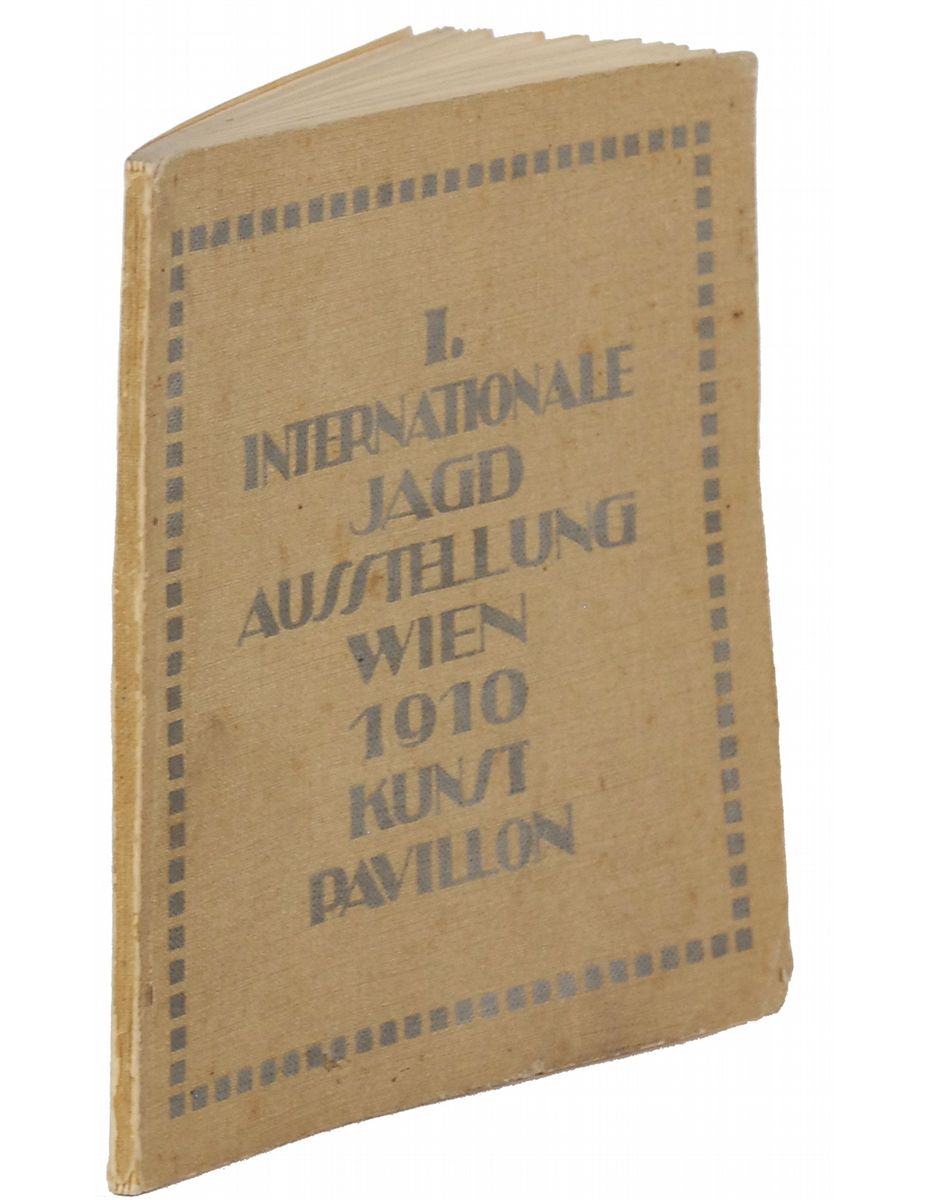 I.
INTERNATIONALE
JAGD
AUSSTELLUNG
WIEN
1910
KUNST
PAVILLON